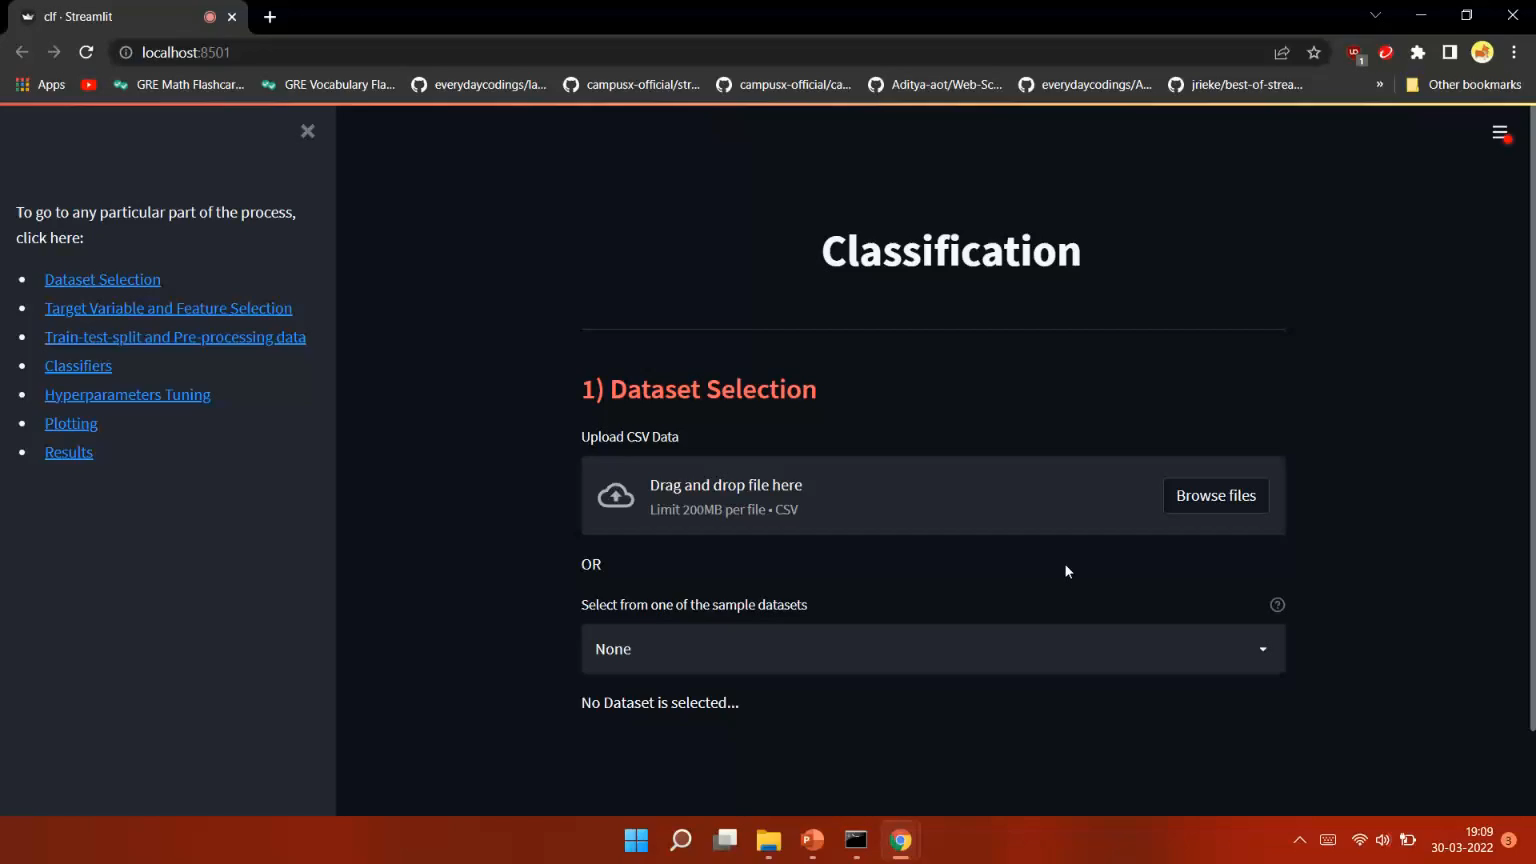 clf · Streamlit
localhost:8501
Apps
GRE Math Flashcar...
GRE Vocabulary Fla...
everydaycodings/la...
campusx-official/str...
campusx-official/ca...
Aditya-aot/Web-Sc...
everydaycodings/A...
jrieke/best-of-strea...
»
Other bookmarks
1
To go to any particular part of the process,
click here:
• Dataset Selection
• Target Variable and Feature Selection
• Train-test-split and Pre-processing data
• Classifiers
• Hyperparameters Tuning
• Plotting
• Results
Classification
1) Dataset Selection
Upload CSV Data
Drag and drop file here
Limit 200MB per file • CSV
Browse files
OR
Select from one of the sample datasets
None
No Dataset is selected...
19:09
30-03-2022
3